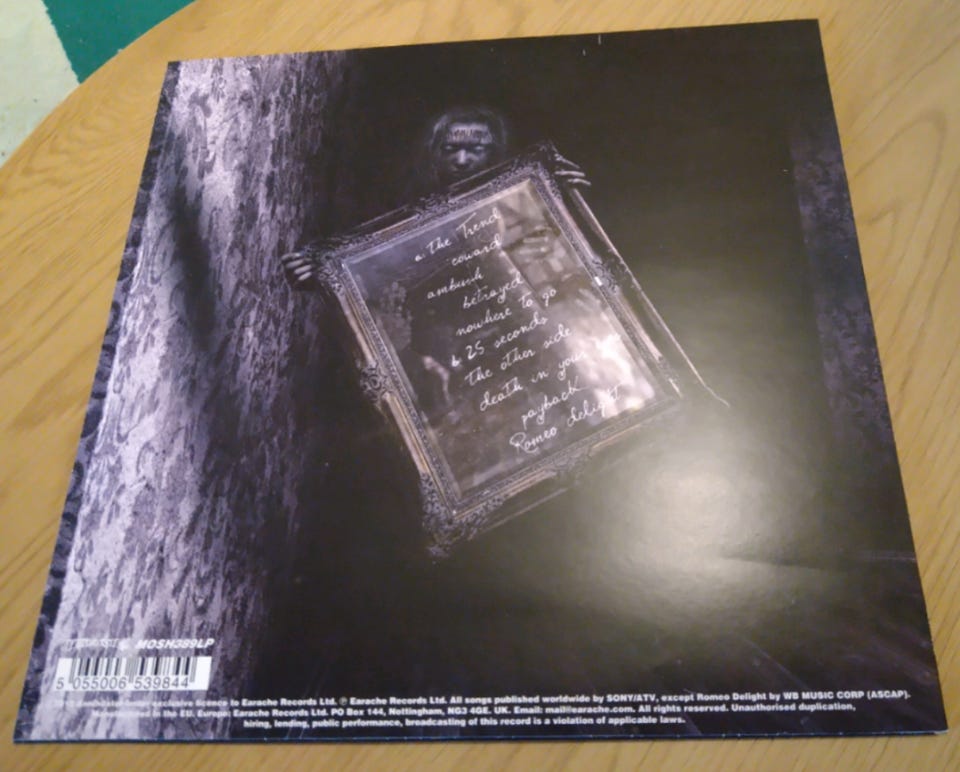 a. The Trend
coward
ambush
betrayed
nowhere to go
b. 25 seconds
The other side
death in your
payback
Romeo delight
MOSH389LP
5 055006 539844
exclusive licence to Earache Records Ltd. ℗ Earache Records Ltd. All songs published worldwide by SONY/ATV, except Romeo Delight by WB MUSIC CORP (ASCAP).
Manufactured in the EU. Europe: Earache Records Ltd. PO Box 144, Nottingham, NG3 4GE. UK. Email: mail@earache.com. All rights reserved. Unauthorised duplication,
hiring, lending, public performance, broadcasting of this record is a violation of applicable laws.